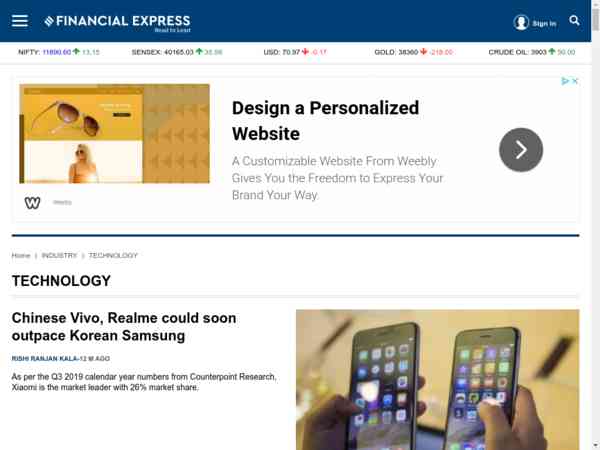 FINANCIAL EXPRESS
Read to Lead
Sign In
NIFTY: 11890.60 13.15 SENSEX: 40165.03 35.98 USD: 70.97 -0.17 GOLD: 38360 -218.00 CRUDE OIL: 3903 50.00
Design a Personalized
Website
A Customizable Website From Weebly
Gives You the Freedom to Express Your
Brand Your Way.
Weebly
Home | INDUSTRY | TECHNOLOGY
TECHNOLOGY
Chinese Vivo, Realme could soon
outpace Korean Samsung
RISHI RANJAN KALA
As per the Q3 2019 calendar year numbers from Counterpoint Research,
Xiaomi is the market leader with 26% market share.